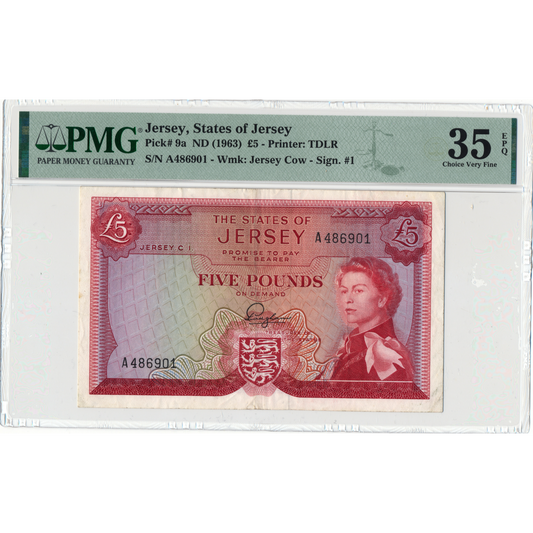 PMG
PAPER MONEY GUARANTY
Jersey, States of Jersey
Pick# 9a ND (1963) £5 - Printer: TDLR
S/N A486901 - Wmk: Jersey Cow - Sign. #1
35
EPQ
Choice Very Fine
£5
THE STATES OF
JERSEY
A486901
£5
JERSEY C I
PROMISE TO PAY
THE BEARER
FIVE POUNDS
ON DEMAND
A486901